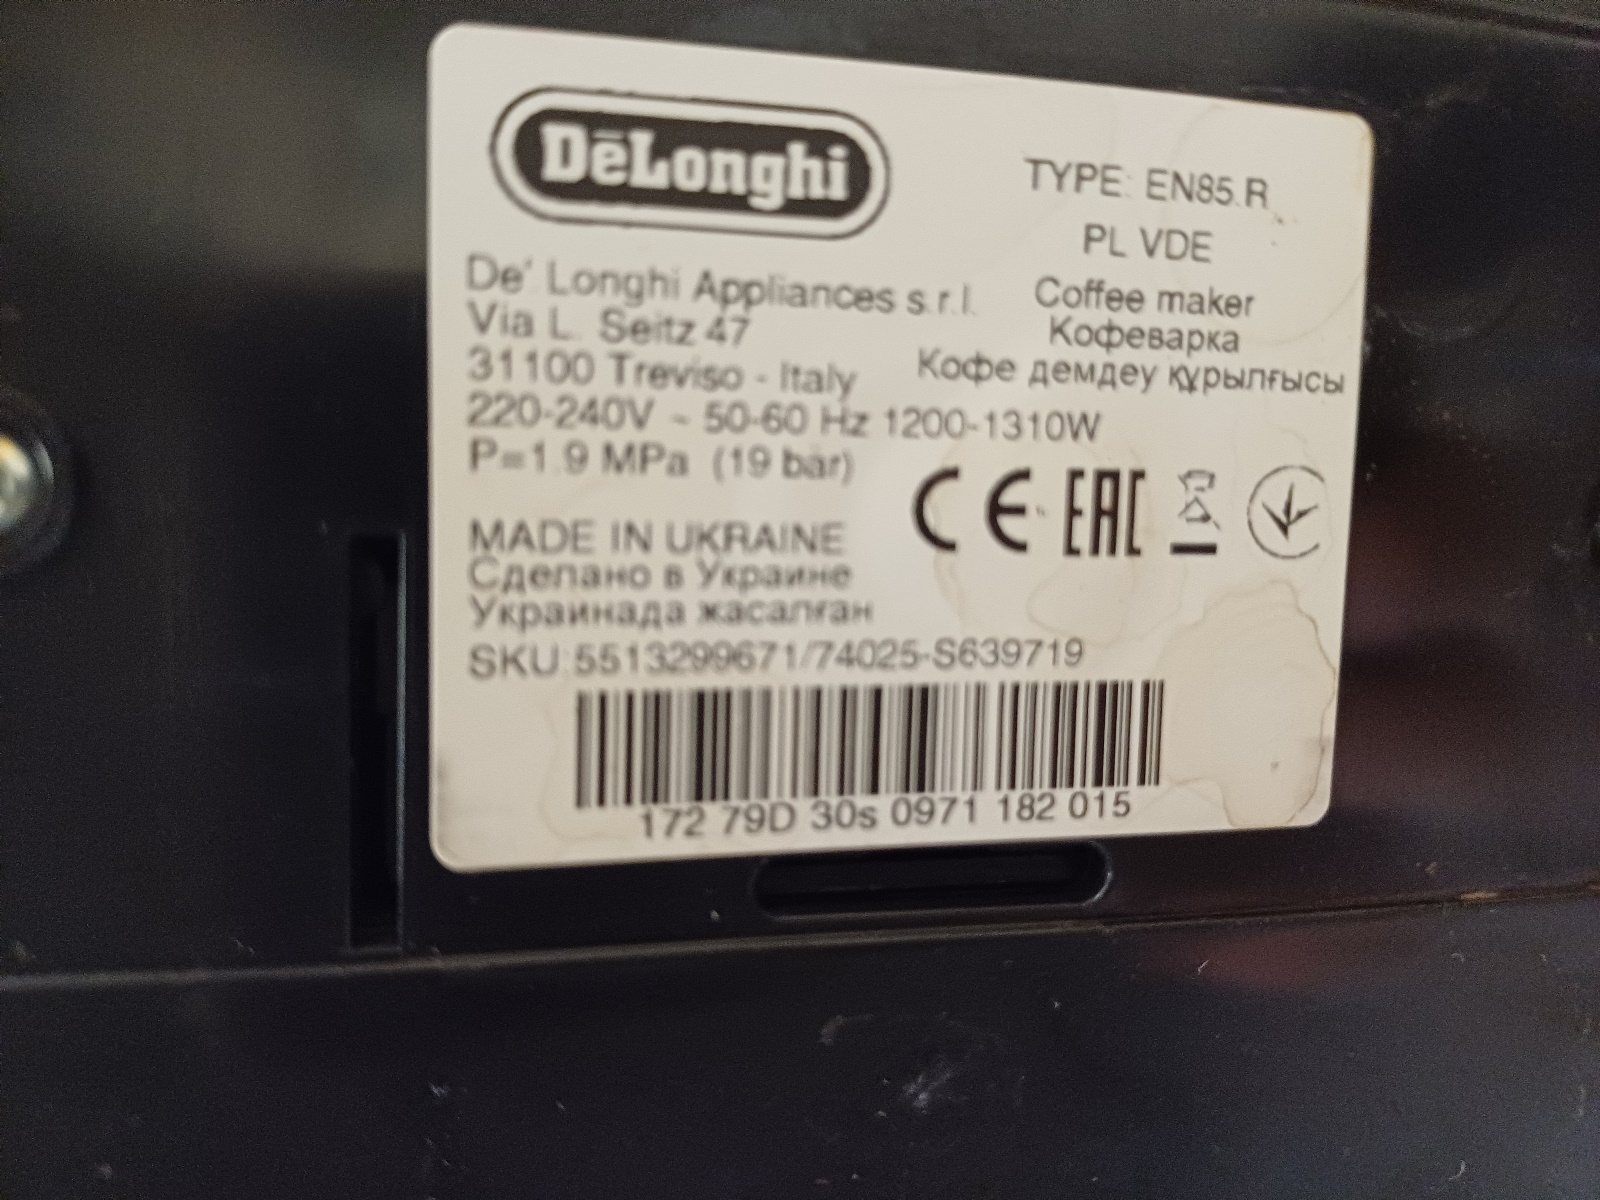 DēLonghi
TYPE: EN85.R
PL VDE
De' Longhi Appliances s.r.l.
Via L. Seitz 47
31100 Treviso - Italy
Coffee maker
Кофеварка
Кофе демдеу құрылғысы
220-240V ~ 50-60 Hz 1200-1310W
P=1.9 MPa (19 bar)
CE EAC
MADE IN UKRAINE
Сделано в Украине
Украинада жасалған
SKU:5513299671/74025-S639719
172 79D 30s 0971 182 015